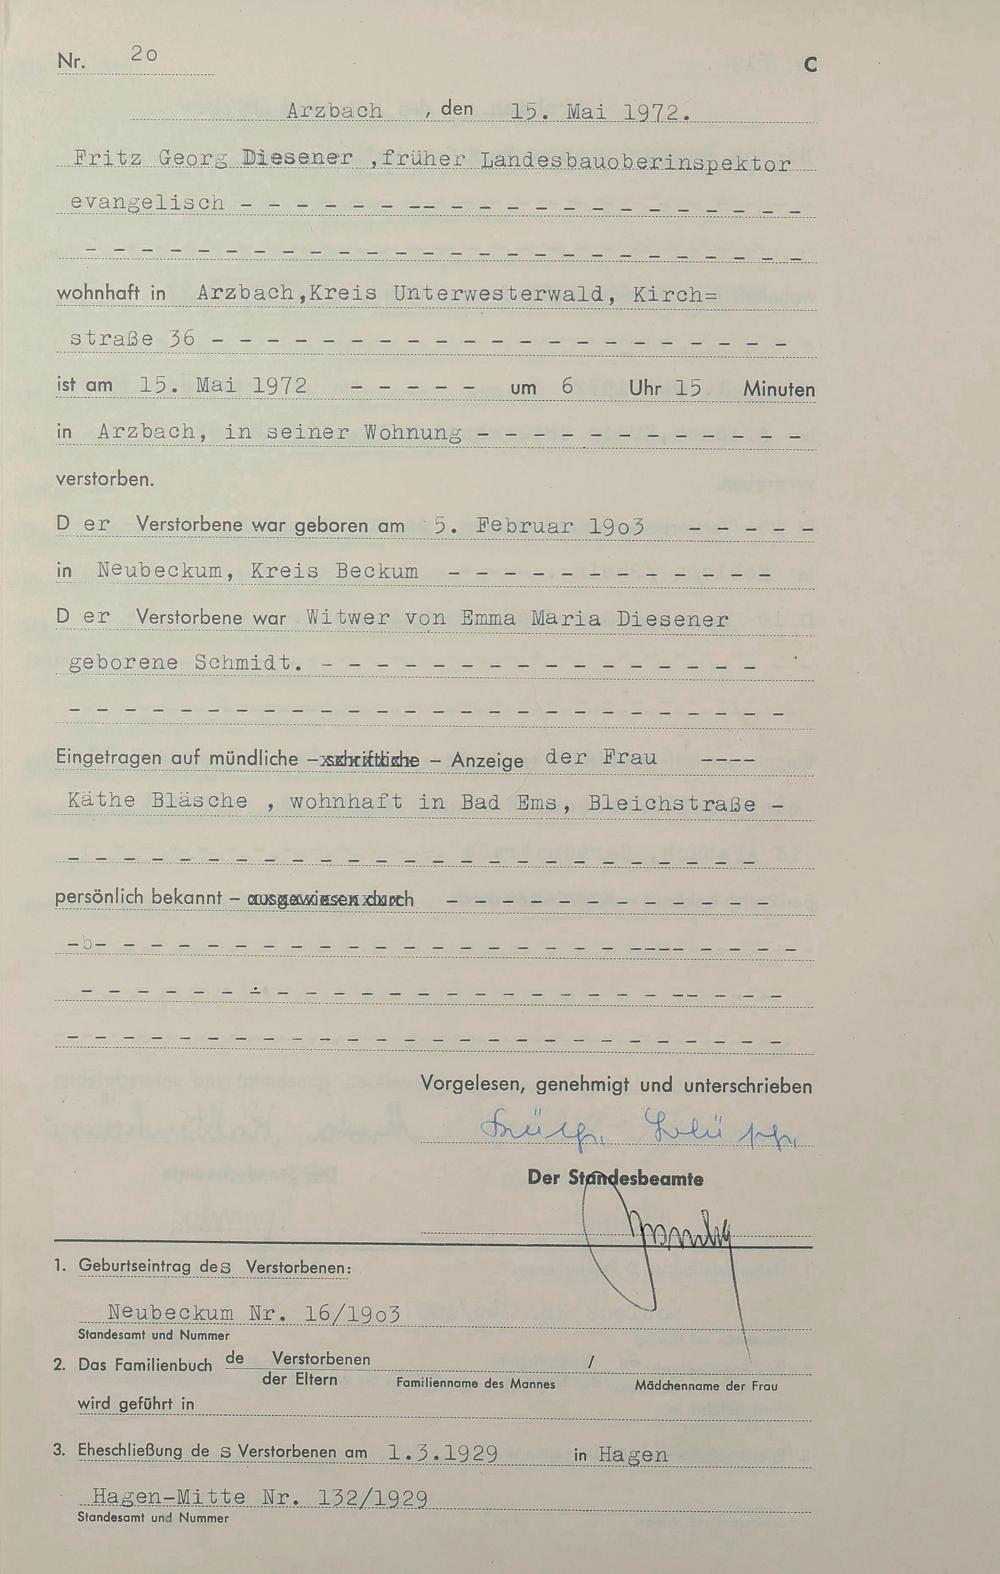 Nr. 2o C
Arzbach , den 15. Mai 1972.
Fritz Georg Diesener ,früher Landesbauoberinspektor
evangelisch - - - - - - -- - - - - - - - - - - - - -
- - - - - - - - - - - - - - - - - - - - - - - - - -
wohnhaft in Arzbach,Kreis Unterwesterwald, Kirch=
straße 36 - - - - - - - - - - - - - - - - - - - - -
ist am 15. Mai 1972 - - - - - um 6 Uhr 15 Minuten
in Arzbach, in seiner Wohnung - - - - - - - - - - - -
verstorben.
D er Verstorbene war geboren am 5. Februar 19o3 - - - - -
in Neubeckum, Kreis Beckum - - - - - - - - - - - -
D er Verstorbene war Witwer von Emma Maria Diesener
geborene Schmidt. - - - - - - - - - - - - - - - -
- - - - - - - - - - - - - - - - - - - - - - - - - -
Eingetragen auf mündliche – schriftliche – Anzeige der Frau ----
Käthe Bläsche , wohnhaft in Bad Ems, Bleichstraße -
- - - - - - - - - - - - - - - - - - - - - - - - -
persönlich bekannt – ausgewiesen durch - - - - - - - - - - - -
-b- - - - - - - - - - - - - - - - - - - - ---- - - - -
- - - - - - - - - - - - - - - - - - - - - -- - - -
- - - - - - - - - - - - - - - - - - - - - - - - - -
Vorgelesen, genehmigt und unterschrieben
Der Standesbeamte
1. Geburtseintrag des Verstorbenen:
Neubeckum Nr. 16/19o3
Standesamt und Nummer
2. Das Familienbuch de Verstorbenen /
der Eltern Familienname des Mannes Mädchenname der Frau
wird geführt in
3. Eheschließung de s Verstorbenen am 1.3.1929 in Hagen
Hagen-Mitte Nr. 132/1929
Standesamt und Nummer